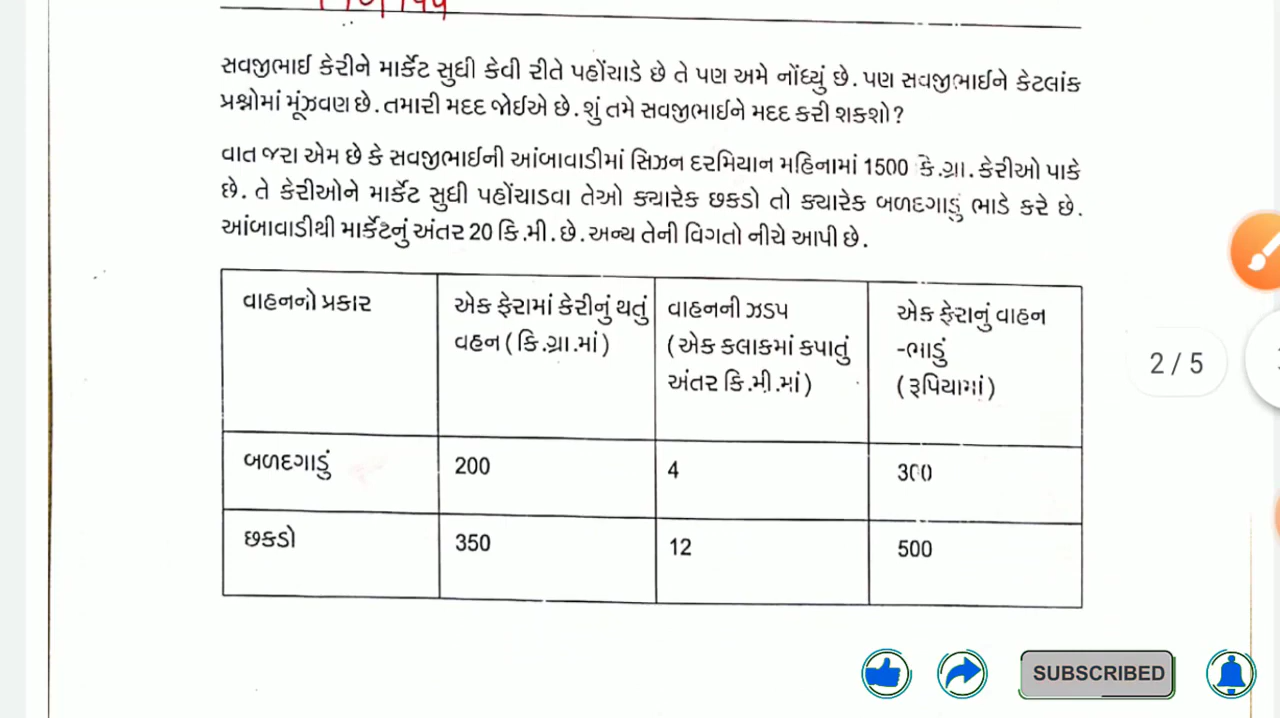 સવજીભાઈ કેરીને માર્કેટ સુધી કેવી રીતે પહોંચાડે છે તે પણ અમે નોંધ્યું છે. પણ સવજીભાઈને કેટલાંક
પ્રશ્નોમાં મૂંઝવણ છે. તમારી મદદ જોઈએ છે. શું તમે સવજીભાઈને મદદ કરી શકશો?
વાત જરા એમ છે કે સવજીભાઈની આંબાવાડીમાં સિઝન દરમિયાન મહિનામાં 1500 કે.ગ્રા. કેરીઓ પાકે
છે. તે કેરીઓને માર્કેટ સુધી પહોંચાડવા તેઓ ક્યારેક છકડો તો ક્યારેક બળદગાડું ભાડે કરે છે.
આંબાવાડીથી માર્કેટનું અંતર 20 કિ.મી. છે. અન્ય તેની વિગતો નીચે આપી છે.
વાહનનો પ્રકાર
એક ફેરામાં કેરીનું થતું
વહન (કિ.ગ્રા.માં)
વાહનની ઝડપ
(એક કલાકમાં કપાતું
અંતર કિ.મી.માં)
એક ફેરાનું વાહન
-ભાડું
(રૂપિયામાં)
બળદગાડું 200 4 300
છકડો 350 12 500
2 / 5
SUBSCRIBED